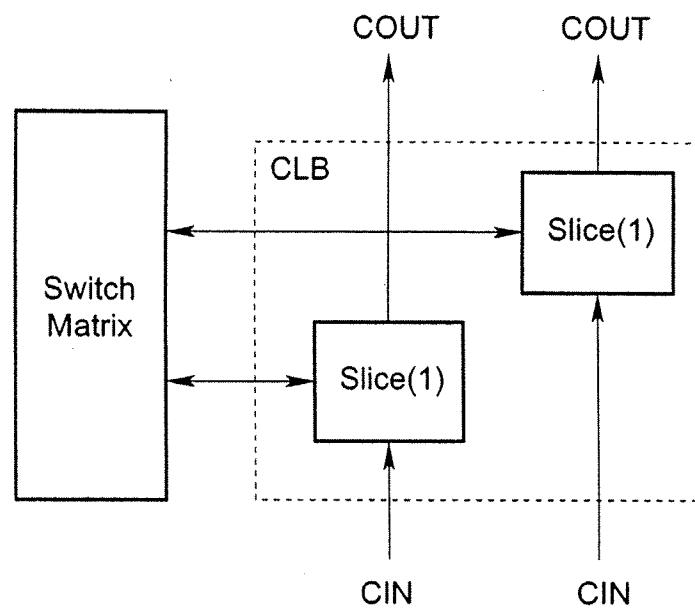 COUT
COUT
CLB
Slice(1)
Switch
Matrix
Slice(1)
CIN
CIN